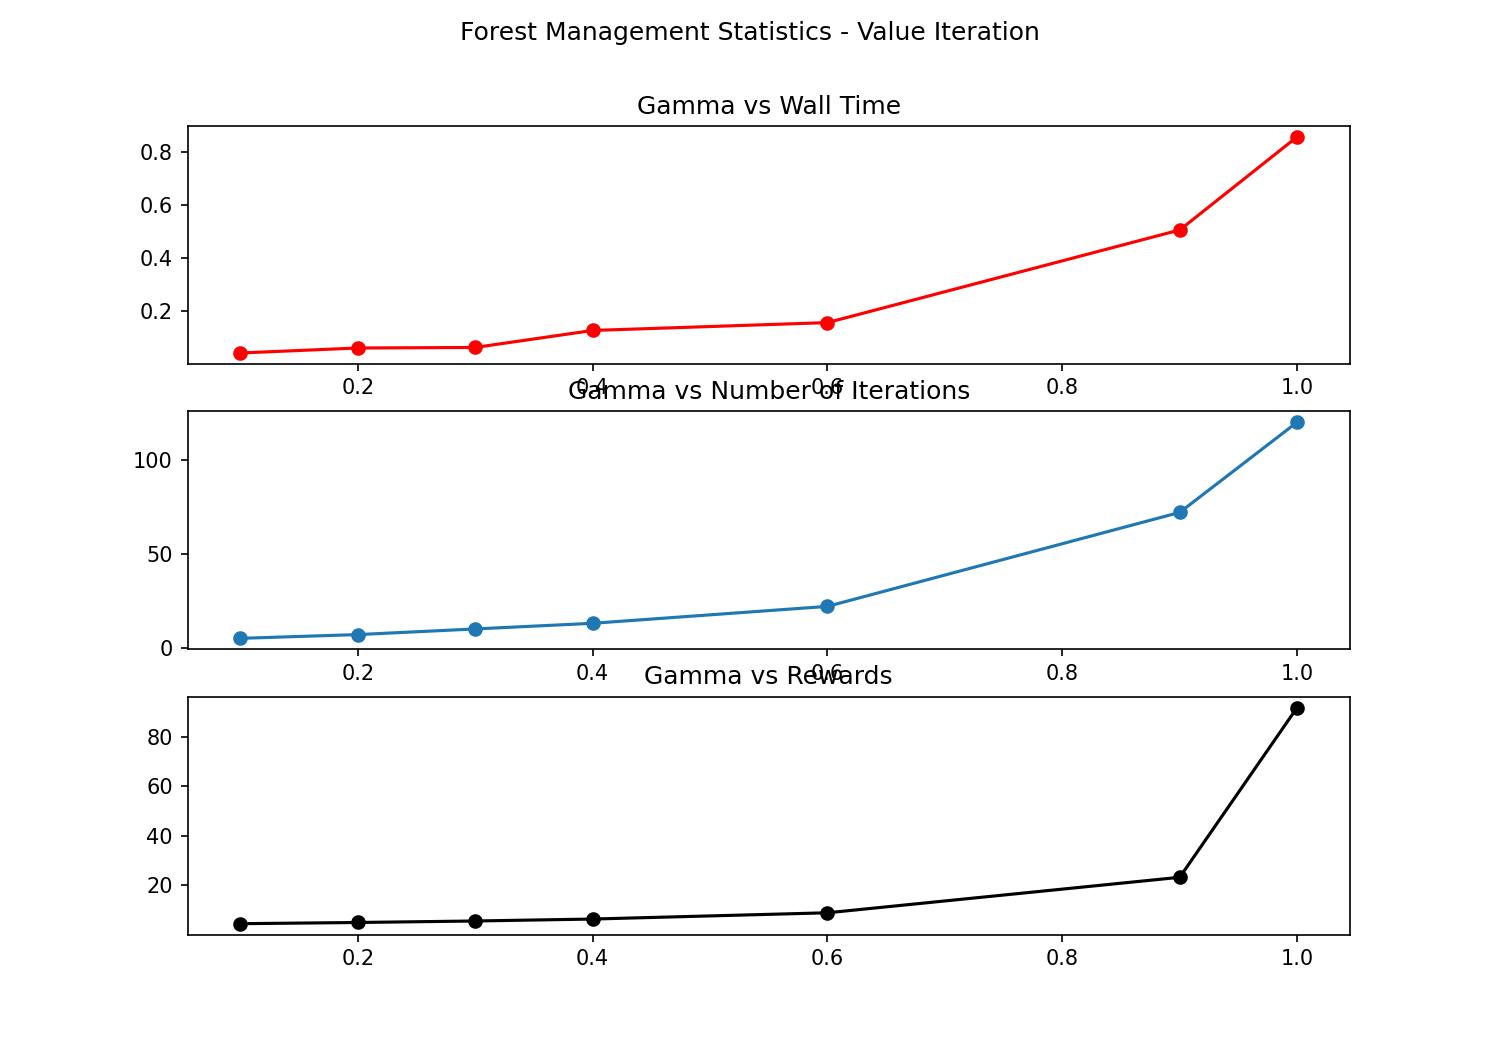 Forest Management Statistics - Value Iteration
Gamma vs Wall Time
0.8
0.6
0.4
0.2
0.2 0.4 0.6 0.8 1.0
Gamma vs Number of Iterations
100
50
0
0.2 0.4 0.6 0.8 1.0
Gamma vs Rewards
80
60
40
20
0.2 0.4 0.6 0.8 1.0